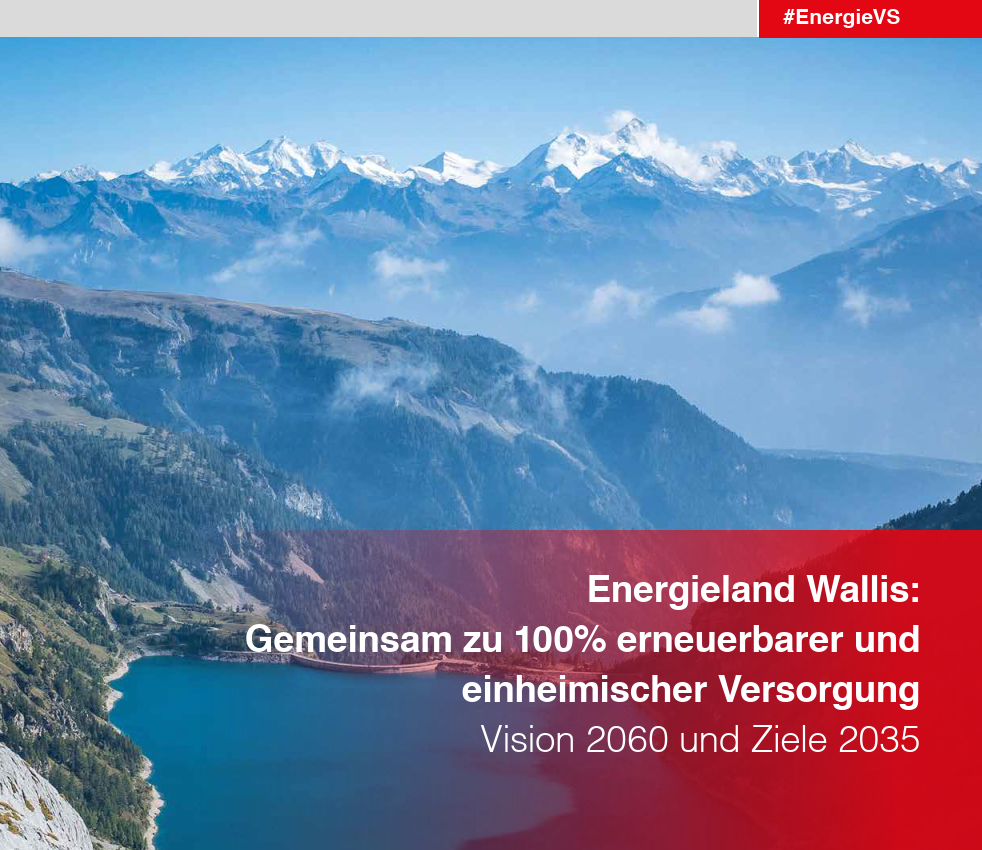 #EnergieVS
Energieland Wallis:
Gemeinsam zu 100% erneuerbarer und
einheimischer Versorgung
Vision 2060 und Ziele 2035